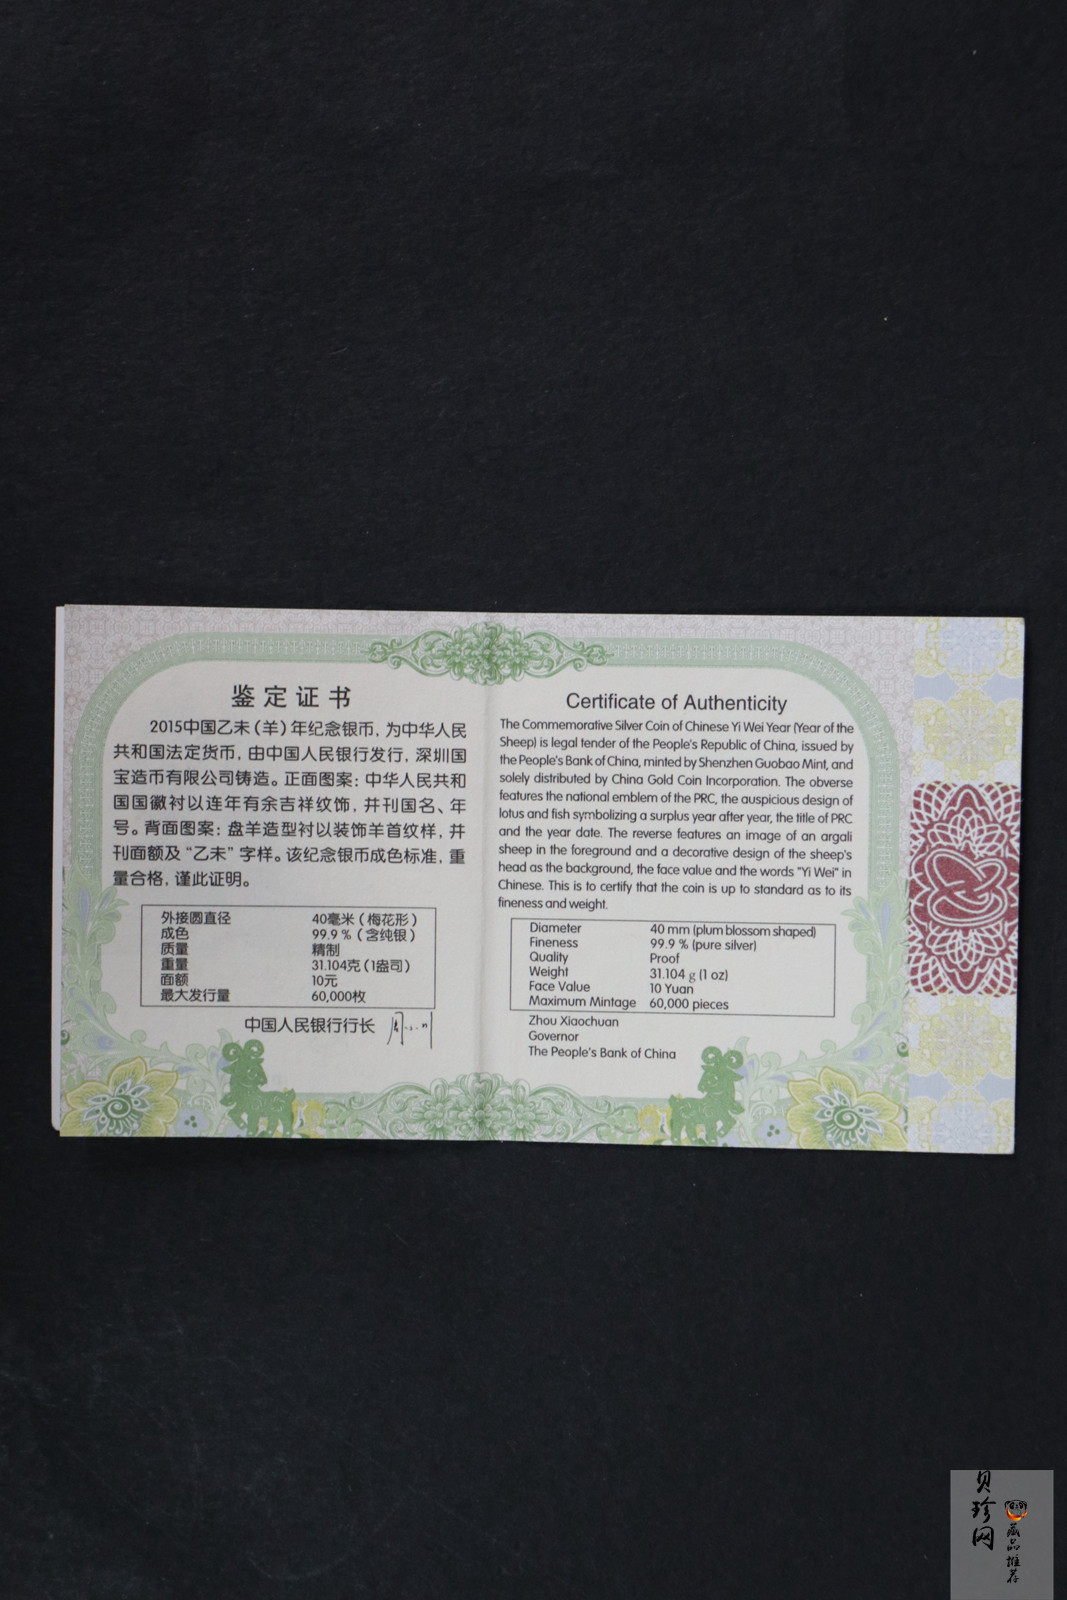 鉴定证书
2015中国乙未（羊）年纪念银币，为中华人民
共和国法定货币，由中国人民银行发行，深圳国
宝造币有限公司铸造。正面图案：中华人民共和
国国徽衬以连年有余吉祥纹饰，并刊国名、年
号。背面图案：盘羊造型衬以装饰羊首纹样，并
刊面额及“乙未”字样。该纪念银币成色标准，重
量合格，谨此证明。
外接圆直径 40毫米（梅花形）
成色 99.9％（含纯银）
质量 精制
重量 31.104克（1盎司）
面额 10元
最大发行量 60,000枚
中国人民银行行长
Certificate of Authenticity
The Commemorative Silver Coin of Chinese Yi Wei Year (Year of the
Sheep) is legal tender of the People's Republic of China, issued by
the People's Bank of China, minted by Shenzhen Guobao Mint, and
solely distributed by China Gold Coin Incorporation. The obverse
features the national emblem of the PRC, the auspicious design of
lotus and fish symbolizing a surplus year after year, the title of PRC
and the year date. The reverse features an image of an argali
sheep in the foreground and a decorative design of the sheep's
head as the background, the face value and the words "Yi Wei" in
Chinese. This is to certify that the coin is up to standard as to its
fineness and weight.
Diameter 40 mm (plum blossom shaped)
Fineness 99.9 % (pure silver)
Quality Proof
Weight 31.104 g (1 oz)
Face Value 10 Yuan
Maximum Mintage 60,000 pieces
Zhou Xiaochuan
Governor
The People's Bank of China
贝珍网
藏品推荐